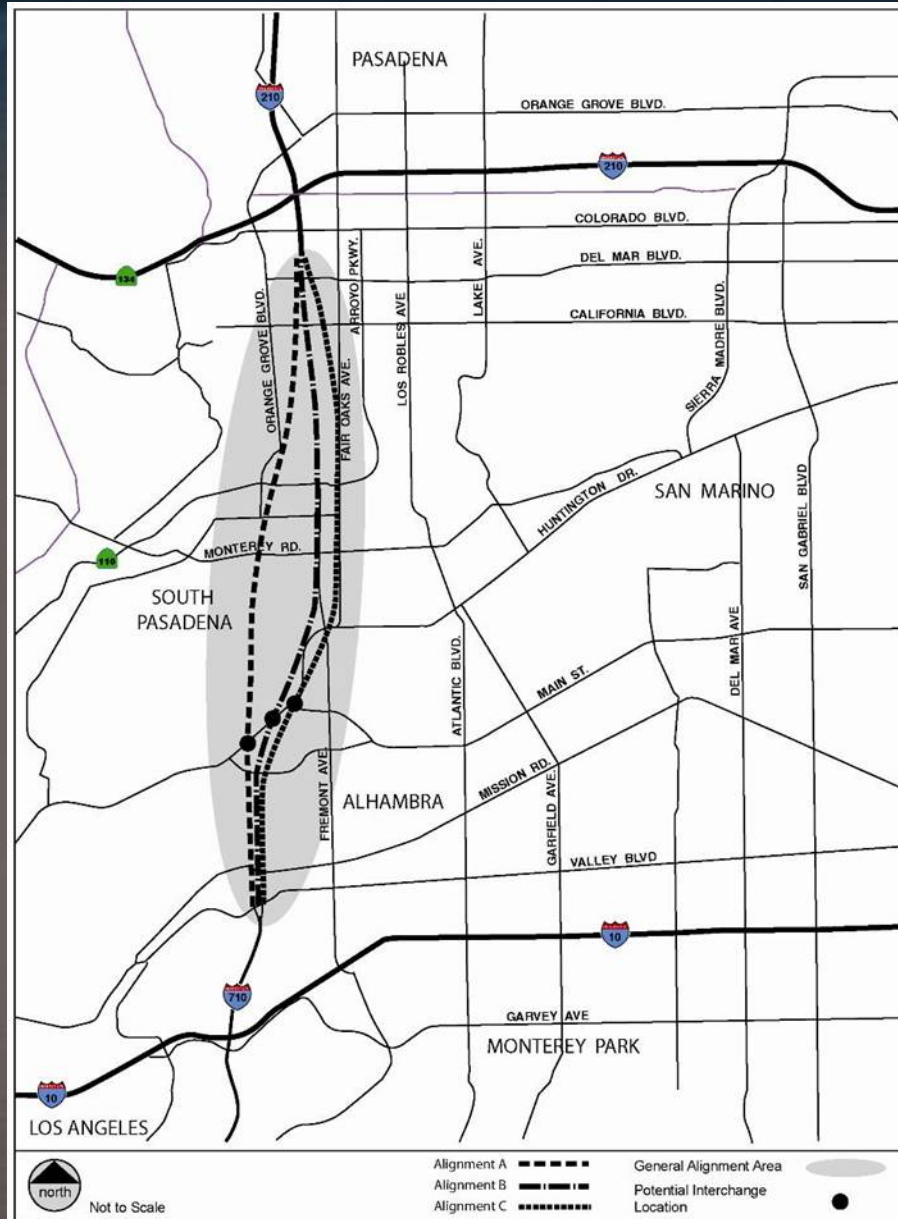 PASADENA
210
ORANGE GROVE BLVD.
210
COLORADO BLVD.
DEL MAR BLVD.
134
ARROYO PKWY.
LAKE AVE.
LOS ROBLES AVE
ORANGE GROVE BLVD.
CALIFORNIA BLVD.
SIERRA MADRE BLVD.
FAIR OAKS AVE.
HUNTINGTON DR.
SAN MARINO
SAN GABRIEL BLVD
MONTEREY RD.
110
SOUTH
PASADENA
DEL MAR AVE
ATLANTIC BLVD.
MAIN ST.
MISSION RD.
FREMONT AVE.
ALHAMBRA
GARFIELD AVE.
VALLEY BLVD
10
710
GARVEY AVE
MONTEREY PARK
10
LOS ANGELES
north
Not to Scale
Alignment A
Alignment B
Alignment C
General Alignment Area
Potential Interchange
Location